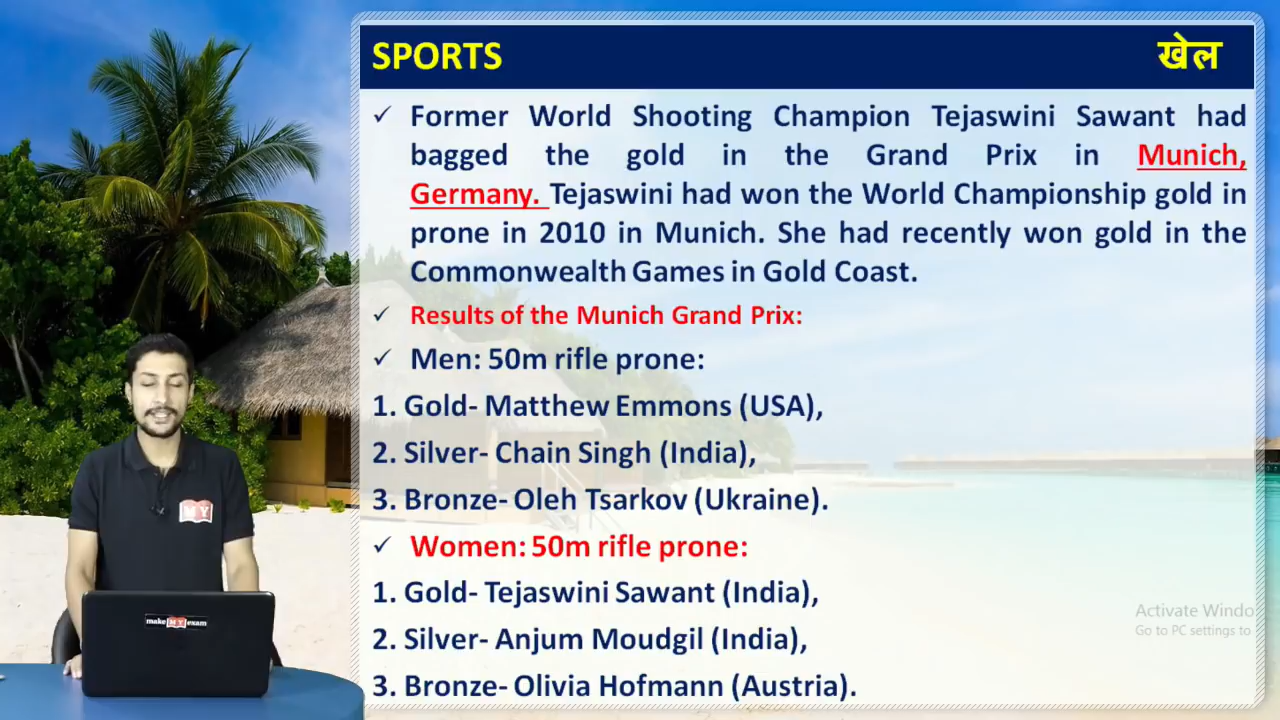 SPORTS खेल
✓ Former World Shooting Champion Tejaswini Sawant had
bagged the gold in the Grand Prix in Munich,
Germany. Tejaswini had won the World Championship gold in
prone in 2010 in Munich. She had recently won gold in the
Commonwealth Games in Gold Coast.
✓ Results of the Munich Grand Prix:
✓ Men: 50m rifle prone:
1. Gold- Matthew Emmons (USA),
2. Silver- Chain Singh (India),
3. Bronze- Oleh Tsarkov (Ukraine).
✓ Women: 50m rifle prone:
1. Gold- Tejaswini Sawant (India),
2. Silver- Anjum Moudgil (India),
3. Bronze- Olivia Hofmann (Austria).
Activate Windo
Go to PC settings to
MY
make MY exam